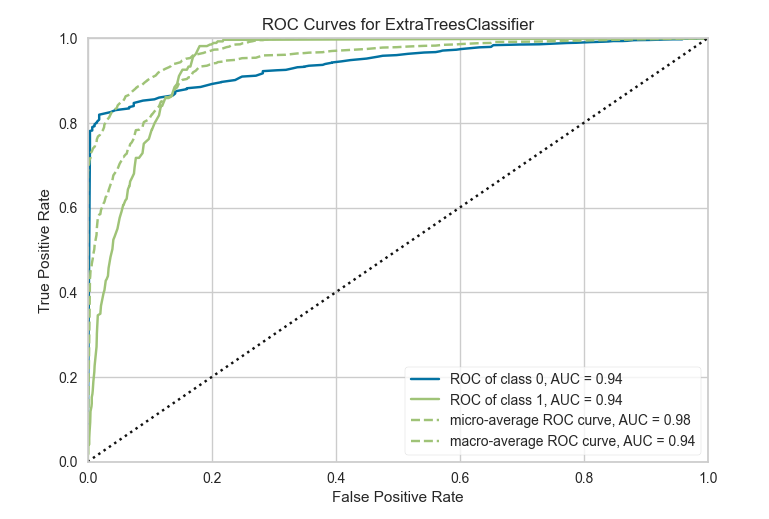 ROC Curves for ExtraTreesClassifier
True Positive Rate
1.0
0.8
0.6
0.4
0.2
0.0
ROC of class 0, AUC = 0.94
ROC of class 1, AUC = 0.94
micro-average ROC curve, AUC = 0.98
macro-average ROC curve, AUC = 0.94
0.0 0.2 0.4 0.6 0.8 1.0
False Positive Rate